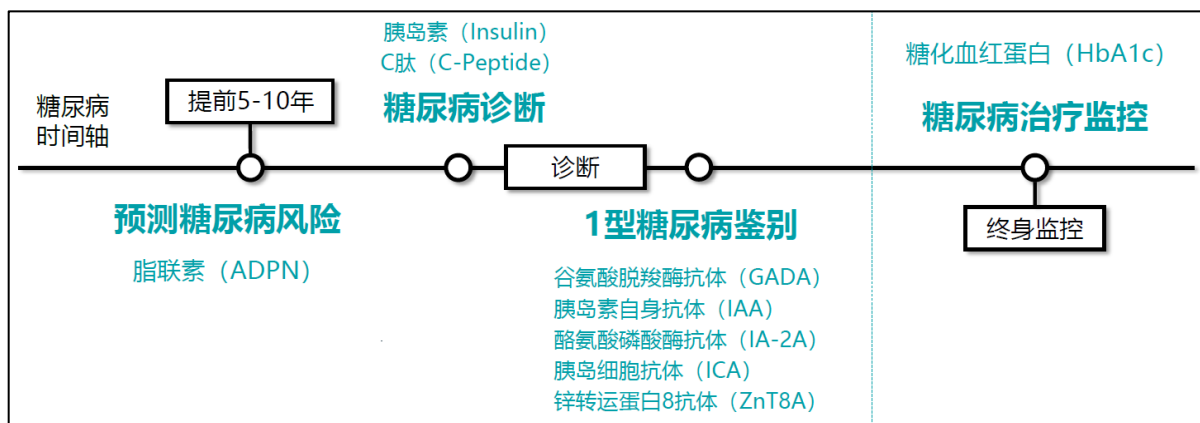 胰岛素（Insulin）
C肽（C-Peptide）
糖尿病诊断
糖化血红蛋白（HbA1c）
糖尿病治疗监控
糖尿病
时间轴
提前5-10年
诊断
终身监控
预测糖尿病风险
脂联素（ADPN）
1型糖尿病鉴别
谷氨酸脱羧酶抗体（GADA）
胰岛素自身抗体（IAA）
酪氨酸磷酸酶抗体（IA-2A）
胰岛细胞抗体（ICA）
锌转运蛋白8抗体（ZnT8A）